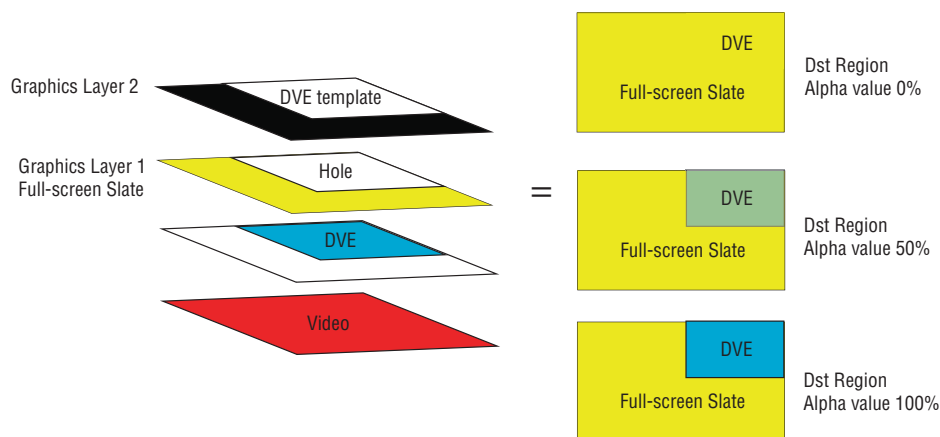 Graphics Layer 2
DVE template
Graphics Layer 1
Full-screen Slate
Hole
DVE
Video
=
DVE
Full-screen Slate
Dst Region
Alpha value 0%
DVE
Full-screen Slate
Dst Region
Alpha value 50%
DVE
Full-screen Slate
Dst Region
Alpha value 100%